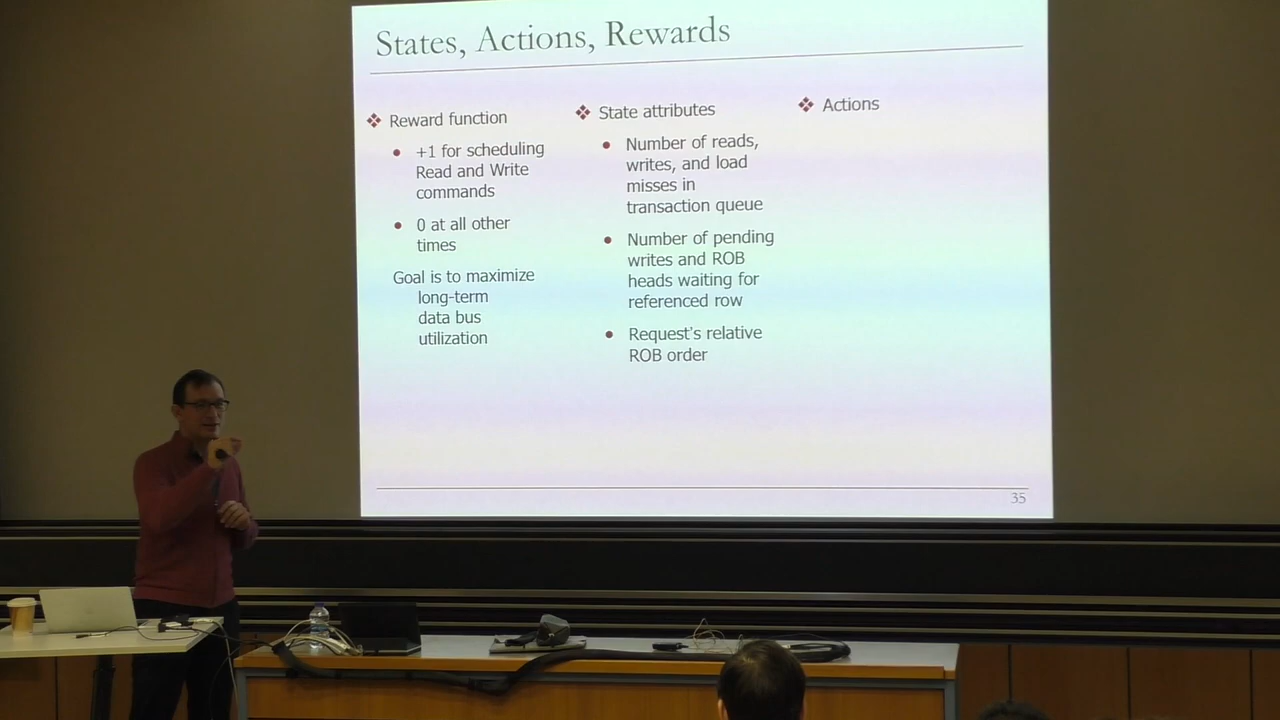 States, Actions, Rewards
❖ Reward function
• +1 for scheduling
Read and Write
commands
• 0 at all other
times
Goal is to maximize
long-term
data bus
utilization
❖ State attributes
• Number of reads,
writes, and load
misses in
transaction queue
• Number of pending
writes and ROB
heads waiting for
referenced row
• Request's relative
ROB order
❖ Actions
35